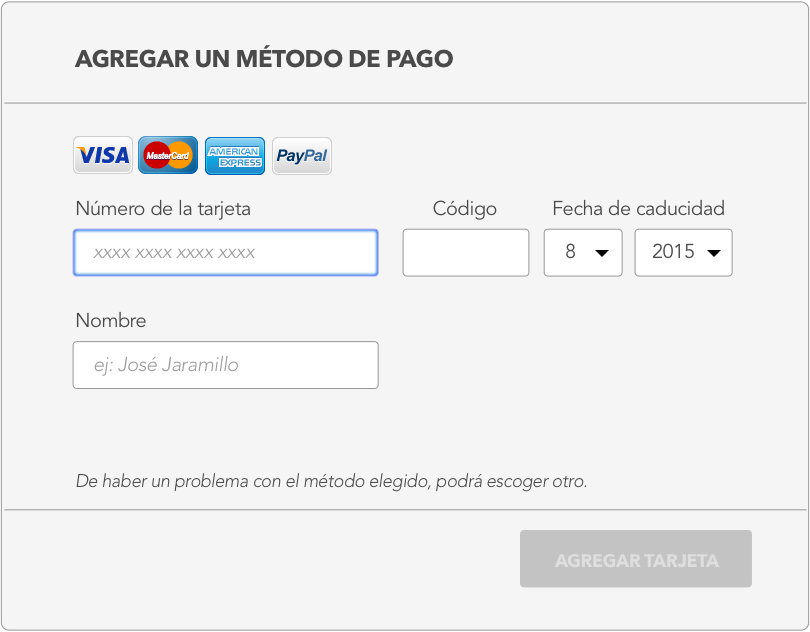 AGREGAR UN MÉTODO DE PAGO
VISA MasterCard AMERICAN EXPRESS PayPal
Número de la tarjeta Código Fecha de caducidad
xxxx xxxx xxxx xxxx 8 2015
Nombre
ej: José Jaramillo
De haber un problema con el método elegido, podrá escoger otro.
AGREGAR TARJETA